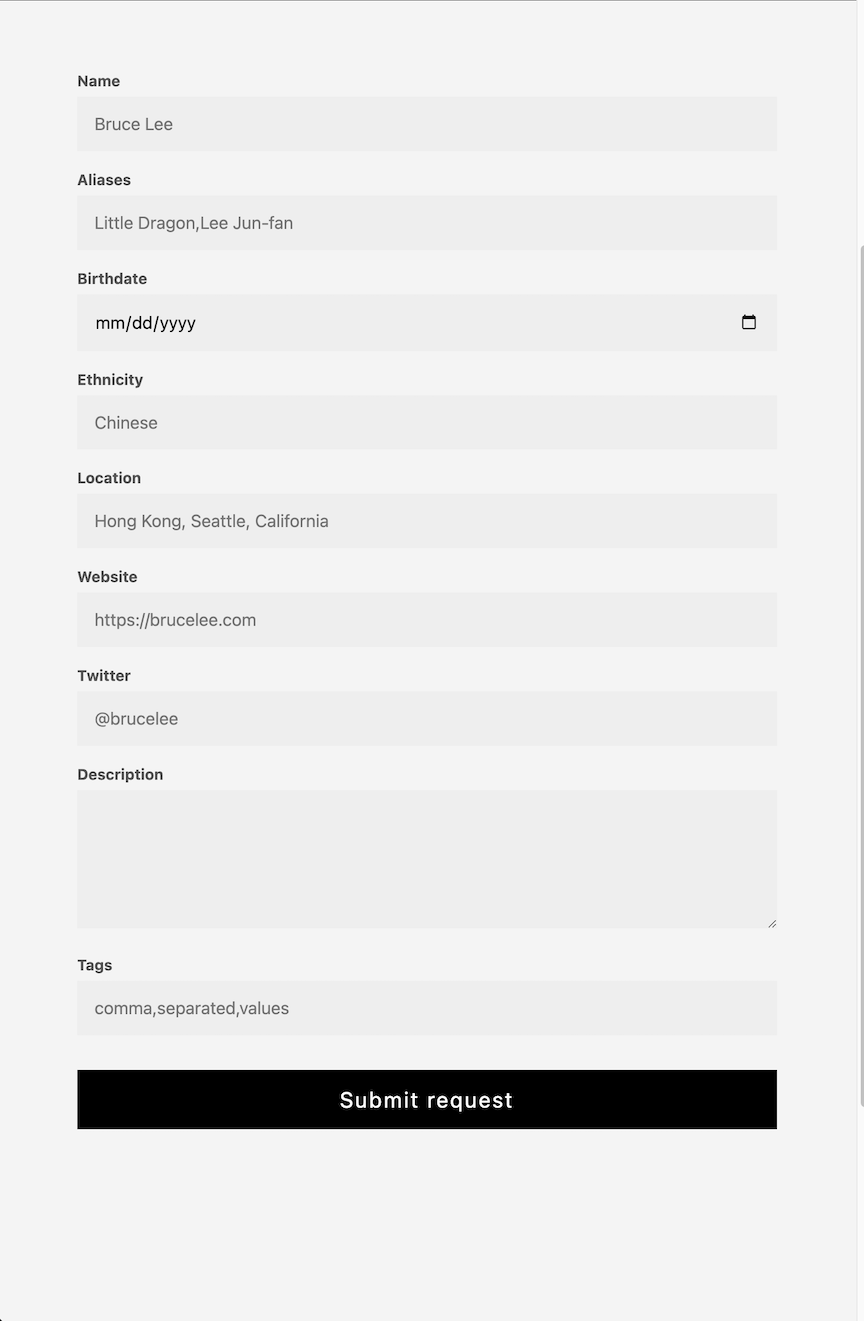 Name
Bruce Lee
Aliases
Little Dragon,Lee Jun-fan
Birthdate
mm/dd/yyyy
Ethnicity
Chinese
Location
Hong Kong, Seattle, California
Website
https://brucelee.com
Twitter
@brucelee
Description
Tags
comma,separated,values
Submit request